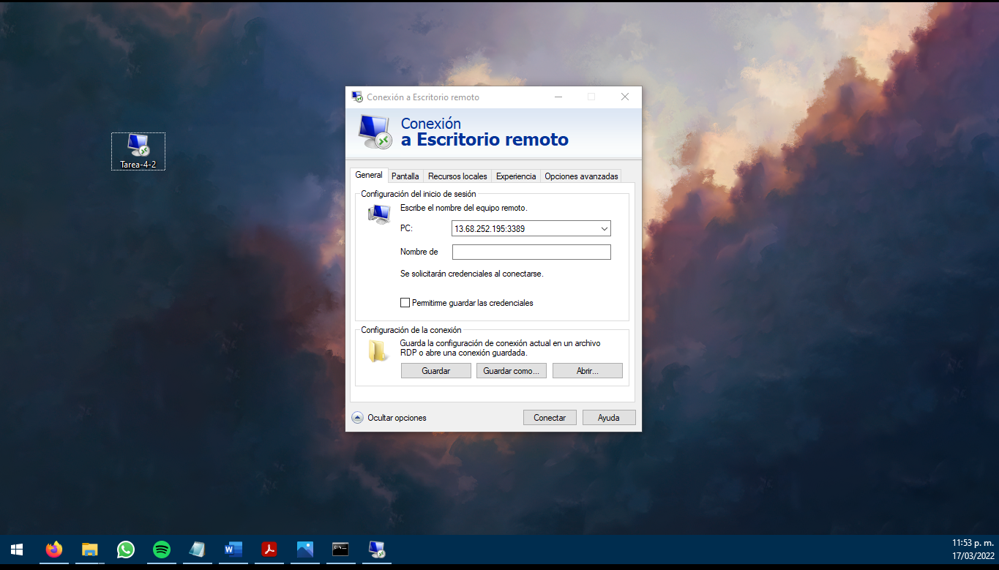 Conexión a Escritorio remoto
Conexión
a Escritorio remoto
Tarea-4-2
General
Pantalla
Recursos locales
Experiencia
Opciones avanzadas
Configuración del inicio de sesión
Escribe el nombre del equipo remoto.
PC:
13.68.252.195:3389
Nombre de
Se solicitarán credenciales al conectarse.
Permitirme guardar las credenciales
Configuración de la conexión
Guarda la configuración de conexión actual en un archivo
RDP o abre una conexión guardada.
Guardar
Guardar como...
Abrir...
Ocultar opciones
Conectar
Ayuda
11:53 p. m.
17/03/2022